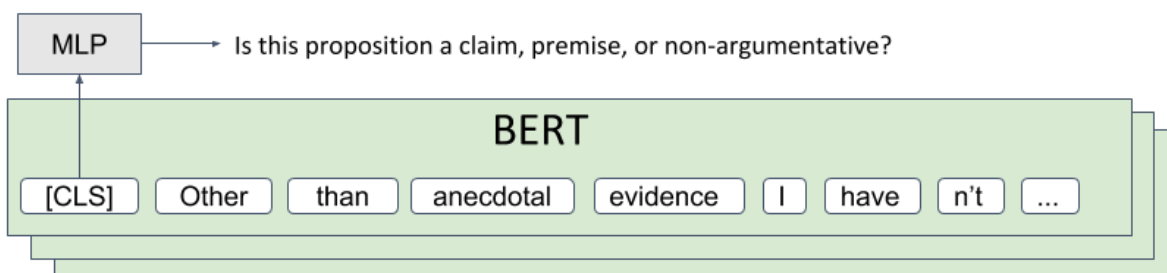 MLP
Is this proposition a claim, premise, or non-argumentative?
BERT
[CLS] Other than anecdotal evidence I have n't ...